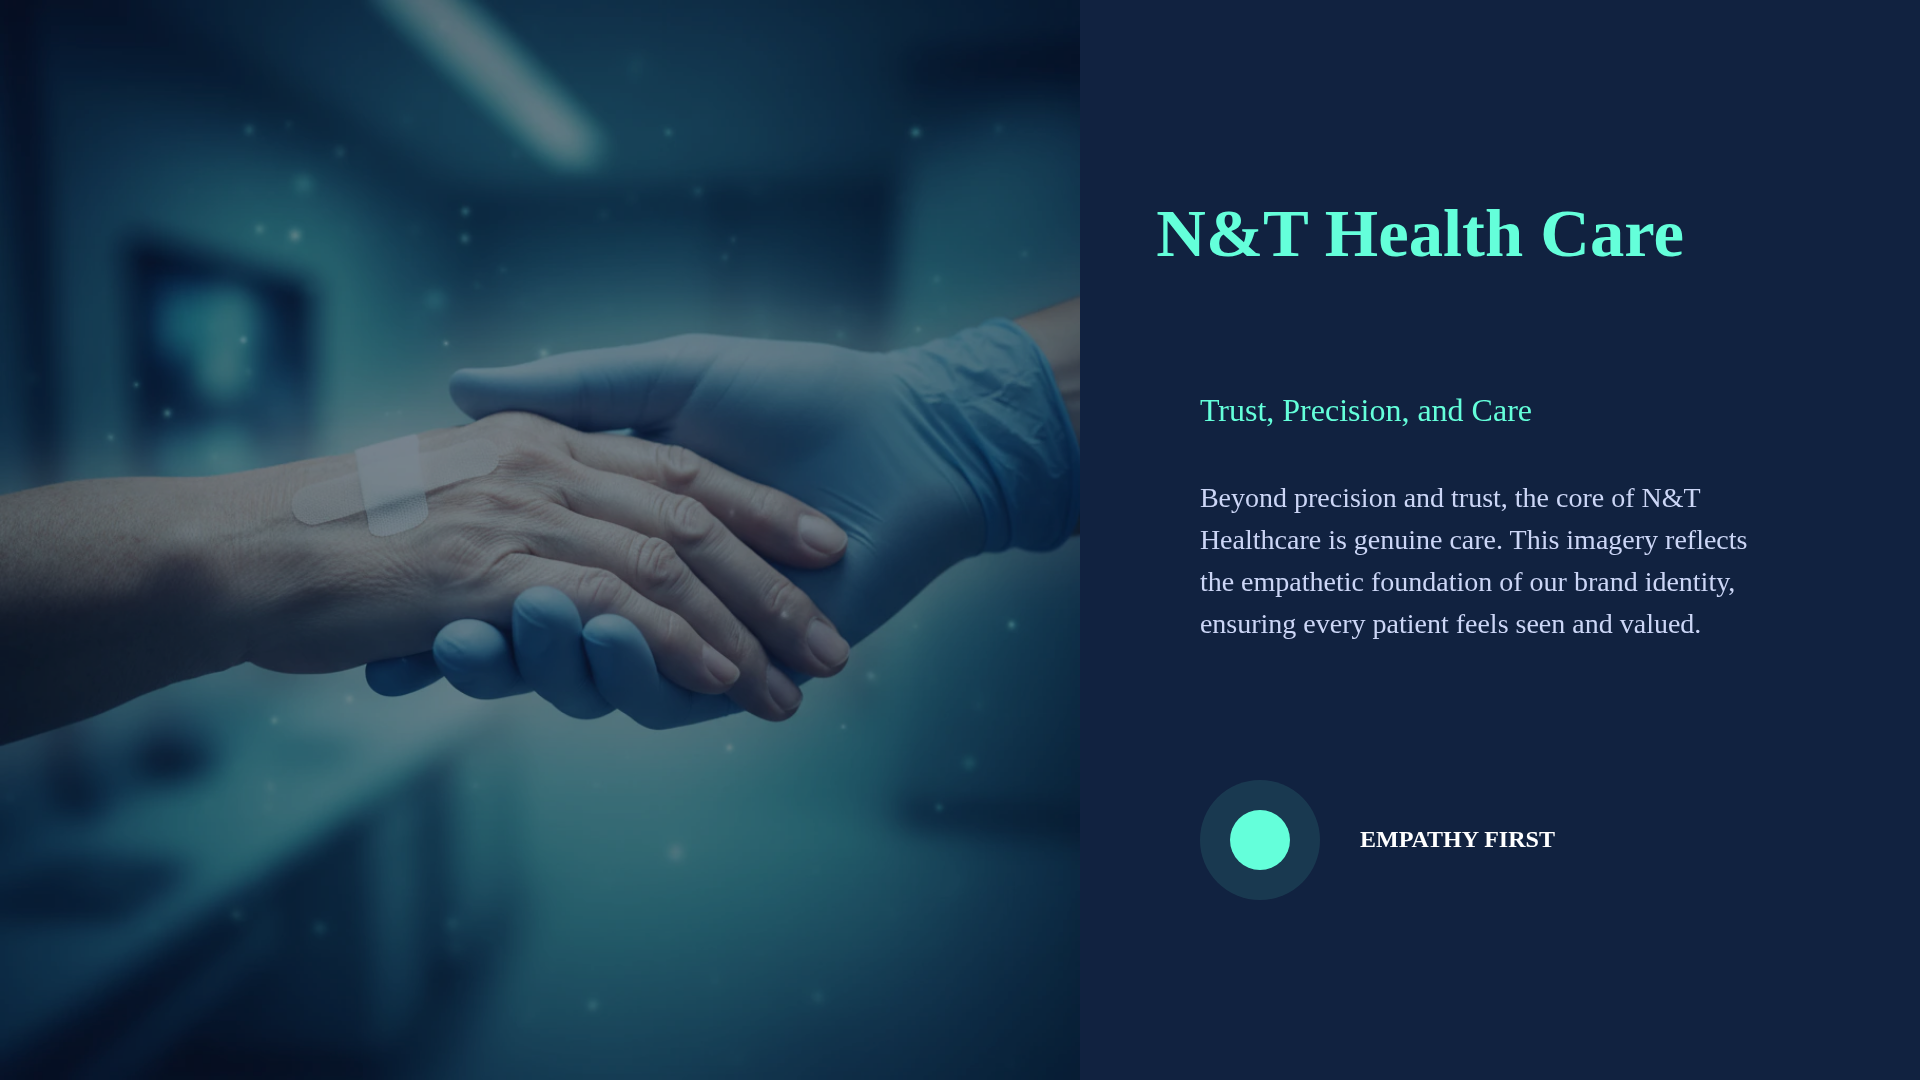 N&T Health Care
Trust, Precision, and Care
Beyond precision and trust, the core of N&T
Healthcare is genuine care. This imagery reflects
the empathetic foundation of our brand identity,
ensuring every patient feels seen and valued.
EMPATHY FIRST